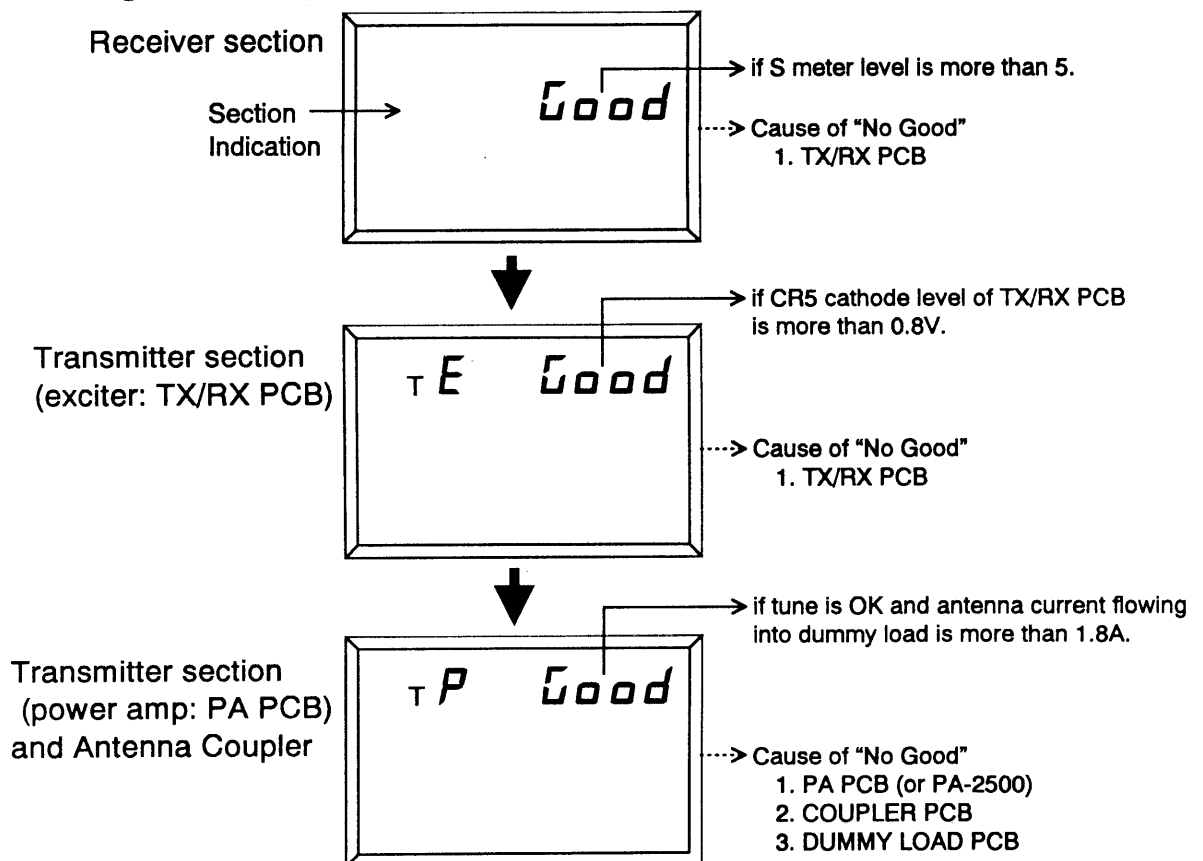 Receiver section
Section
Indication
Good
if S meter level is more than 5.
Cause of "No Good"
1. TX/RX PCB
Transmitter section
(exciter: TX/RX PCB)
T E Good
if CR5 cathode level of TX/RX PCB
is more than 0.8V.
Cause of "No Good"
1. TX/RX PCB
Transmitter section
(power amp: PA PCB)
and Antenna Coupler
T P Good
if tune is OK and antenna current flowing
into dummy load is more than 1.8A.
Cause of "No Good"
1. PA PCB (or PA-2500)
2. COUPLER PCB
3. DUMMY LOAD PCB